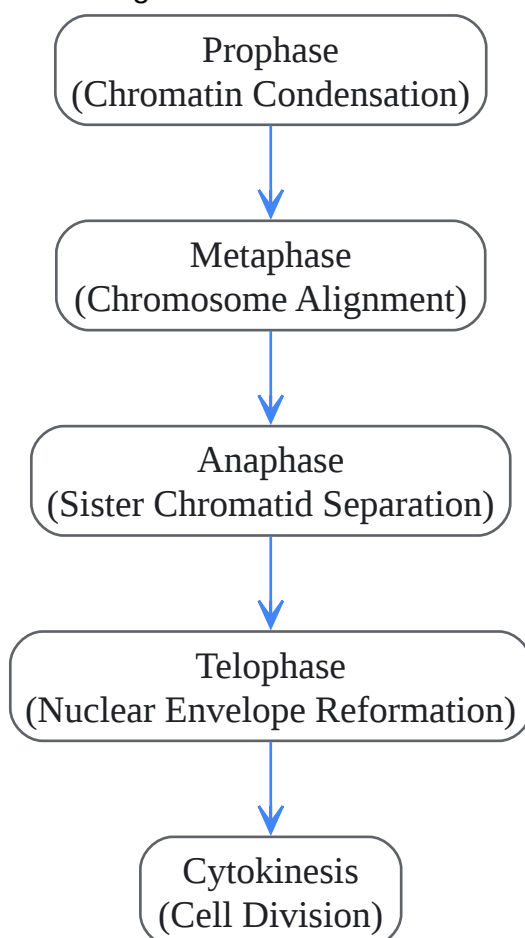 Prophase
(Chromatin Condensation)
Metaphase
(Chromosome Alignment)
Anaphase
(Sister Chromatid Separation)
Telophase
(Nuclear Envelope Reformation)
Cytokinesis
(Cell Division)